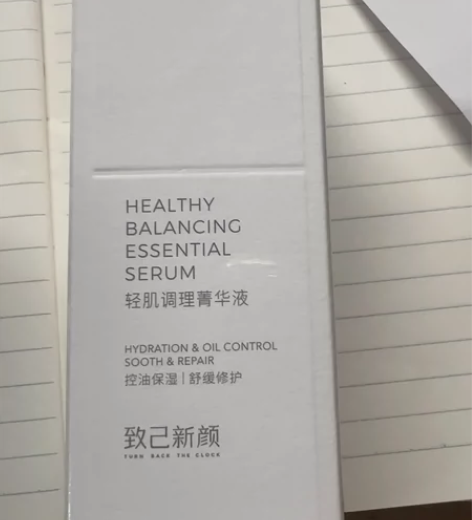 HEALTHY
BALANCING
ESSENTIAL
SERUM
轻肌调理菁华液
HYDRATION & OIL CONTROL
SOOTH & REPAIR
控油保湿 | 舒缓修护
致己新颜
TURN BACK THE CLOCK